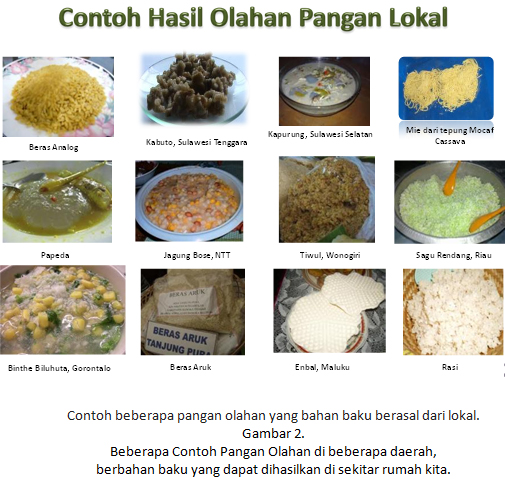 Contoh Hasil Olahan Pangan Lokal
Beras Analog
Kabuto, Sulawesi Tenggara
Kapurung, Sulawesi Selatan
Mie dari tepung Mocaf
Cassava
Papeda
Jagung Bose, NTT
Tiwul, Wonogiri
Sagu Rendang, Riau
BERAS ARUK
BERAS ARUK
TANJUNG PURA
Binthe Biluhuta, Gorontalo
Beras Aruk
Enbal, Maluku
Rasi
Contoh beberapa pangan olahan yang bahan baku berasal dari lokal.
Gambar 2.
Beberapa Contoh Pangan Olahan di beberapa daerah,
berbahan baku yang dapat dihasilkan di sekitar rumah kita.